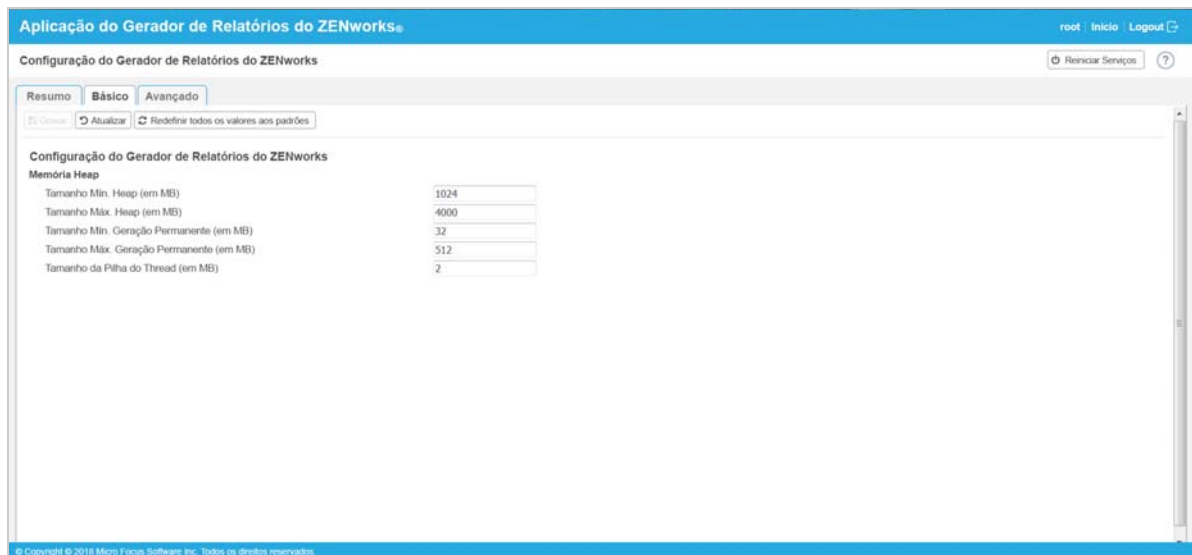 Aplicação do Gerador de Relatórios do ZENworks®
root Início Logout
Configuração do Gerador de Relatórios do ZENworks
Reiniciar Serviços ?
Resumo Básico Avançado
Gravar Atualizar Redefinir todos os valores aos padrões
Configuração do Gerador de Relatórios do ZENworks
Memória Heap
Tamanho Mín. Heap (em MB) 1024
Tamanho Máx. Heap (em MB) 4000
Tamanho Mín. Geração Permanente (em MB) 32
Tamanho Máx. Geração Permanente (em MB) 512
Tamanho da Pilha do Thread (em MB) 2
© Copyright © 2018 Micro Focus Software Inc. Todos os direitos reservados.